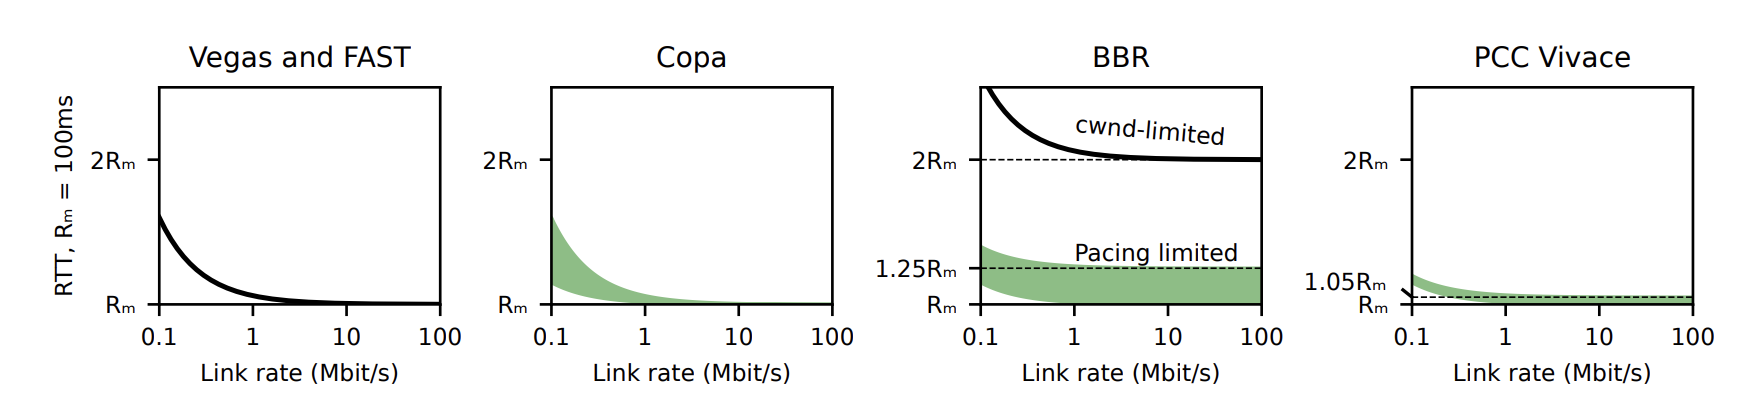 Vegas and FAST
RTT, Rₘ = 100ms
2Rₘ
Rₘ
0.1 1 10 100
Link rate (Mbit/s)
Copa
2Rₘ
Rₘ
0.1 1 10 100
Link rate (Mbit/s)
BBR
cwnd-limited
2Rₘ
Pacing limited
1.25Rₘ
Rₘ
0.1 1 10 100
Link rate (Mbit/s)
PCC Vivace
2Rₘ
1.05Rₘ
Rₘ
0.1 1 10 100
Link rate (Mbit/s)